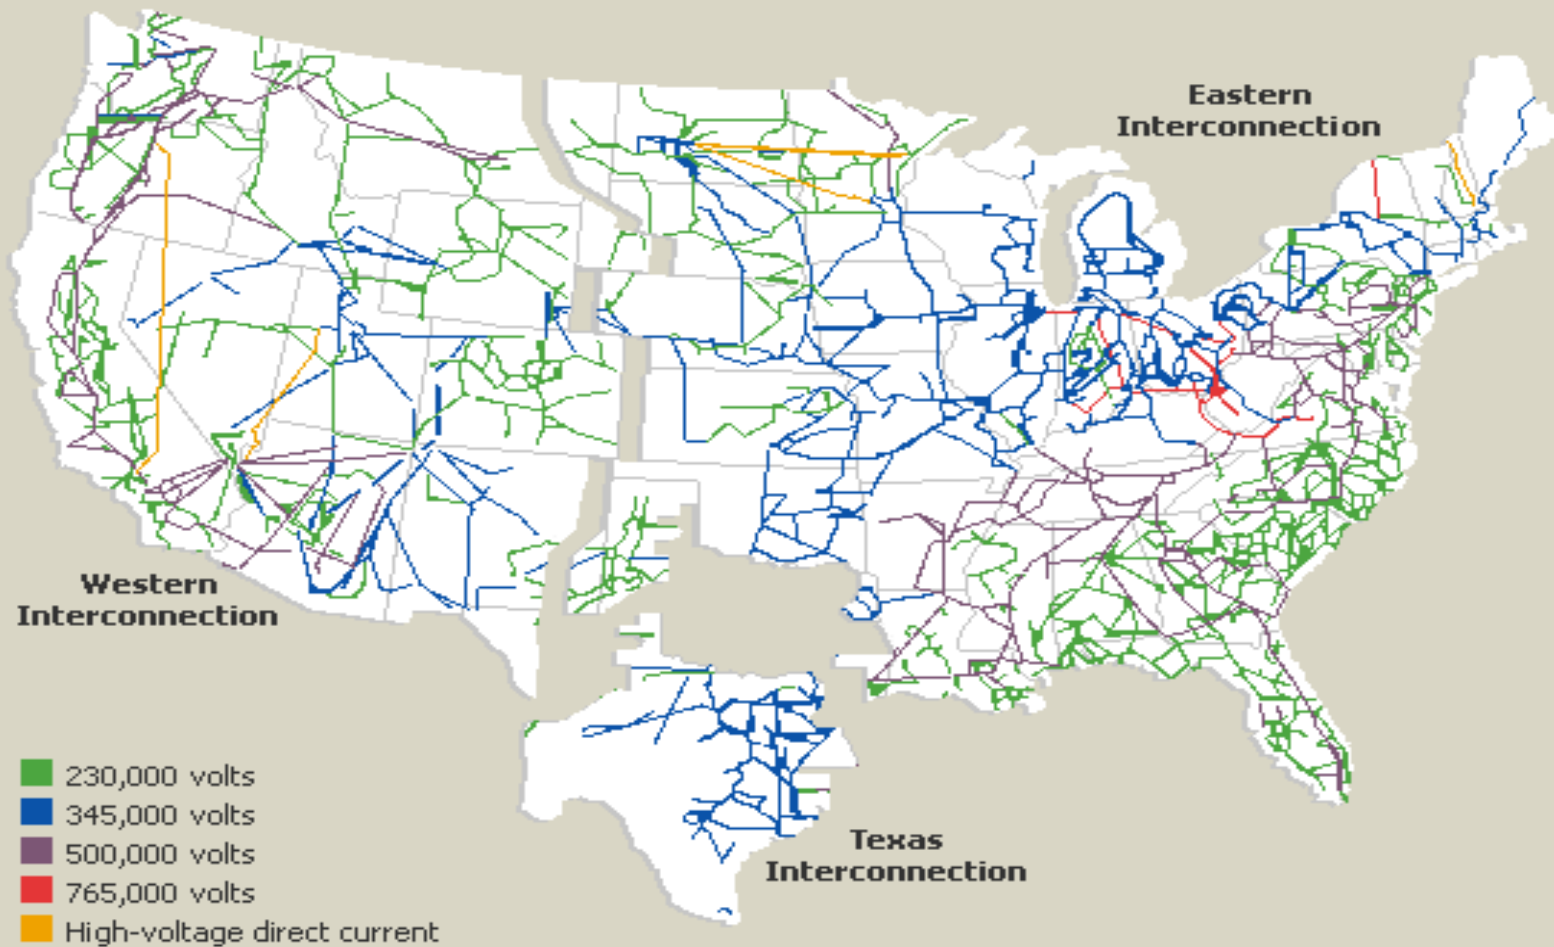 Eastern
Interconnection
Western
Interconnection
Texas
Interconnection
230,000 volts
345,000 volts
500,000 volts
765,000 volts
High-voltage direct current